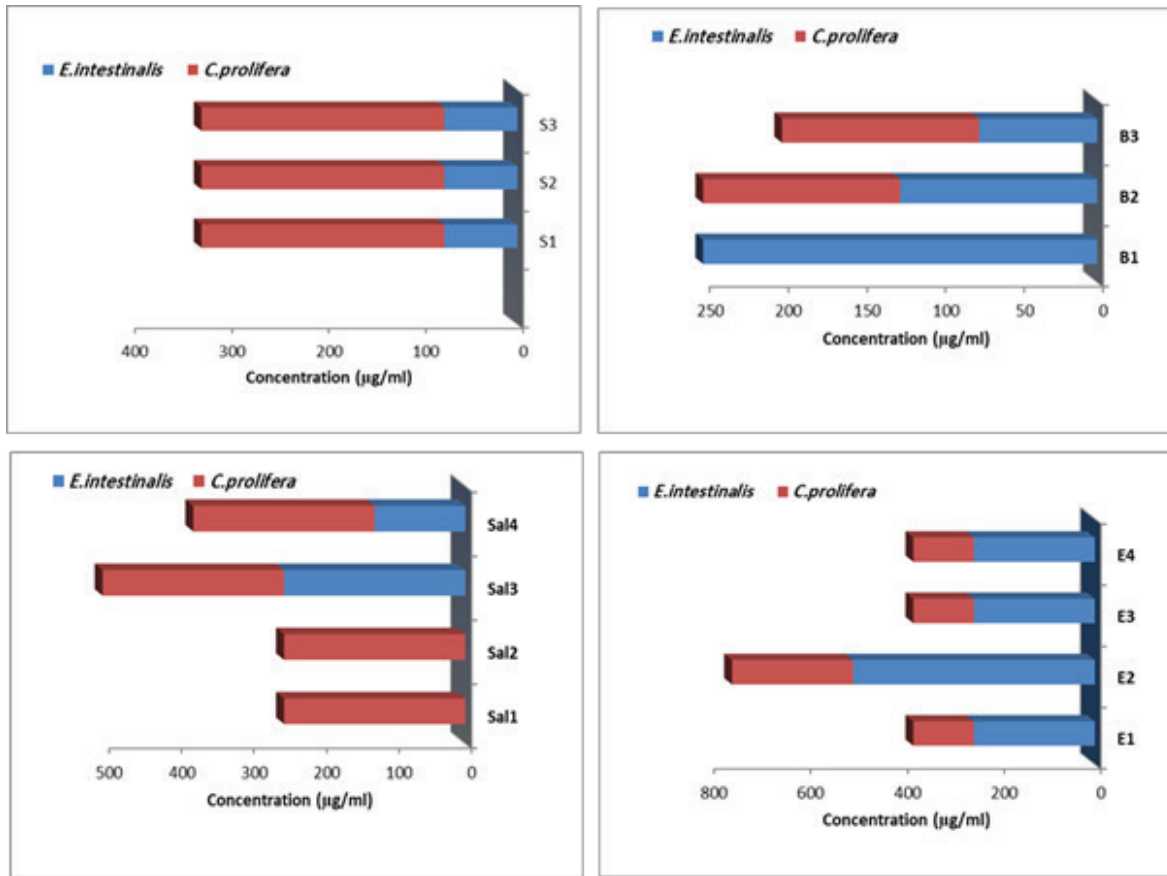 E.intestinalis C.prolifera
S3
S2
S1
400 300 200 100 0
Concentration (µg/ml)
E.intestinalis C.prolifera
B3
B2
B1
250 200 150 100 50 0
Concentration (µg/ml)
E.intestinalis C.prolifera
Sal4
Sal3
Sal2
Sal1
500 400 300 200 100 0
Concentration (µg/ml)
E.intestinalis C.prolifera
E4
E3
E2
E1
800 600 400 200 0
Concentration (µg/ml)